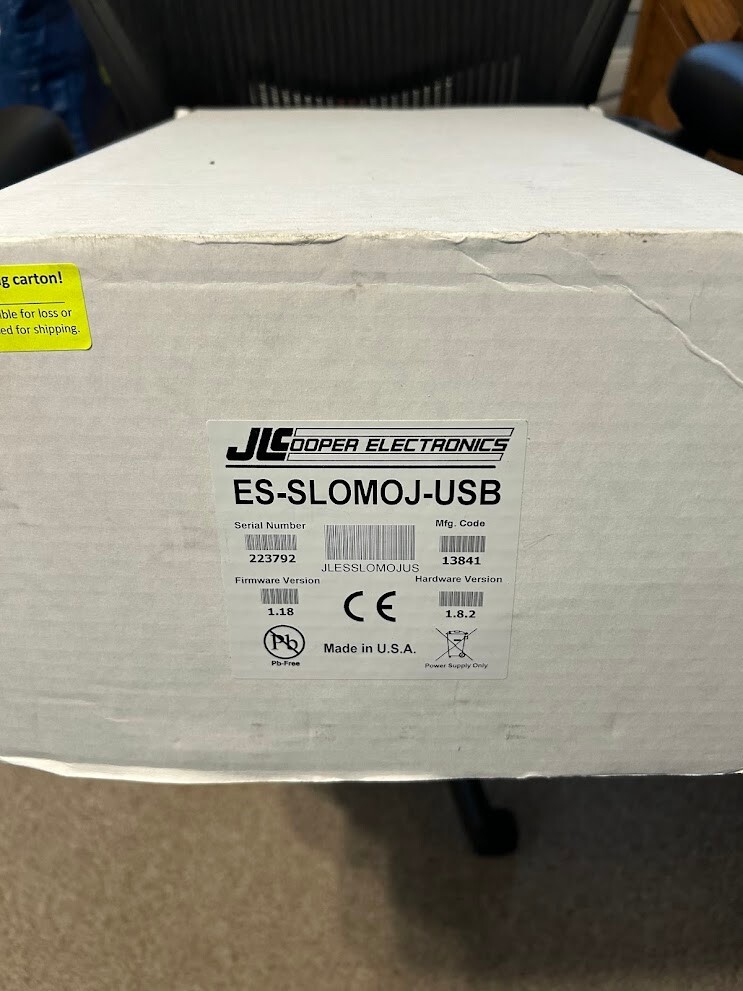 g carton!
ble for loss or
ed for shipping.
JLCOOPER ELECTRONICS
ES-SLOMOJ-USB
Serial Number
Mfg. Code
223792
JLESSLOMOJUS
13841
Firmware Version
Hardware Version
1.18
CE
1.8.2
Pb
Pb-Free
Made in U.S.A.
Power Supply Only